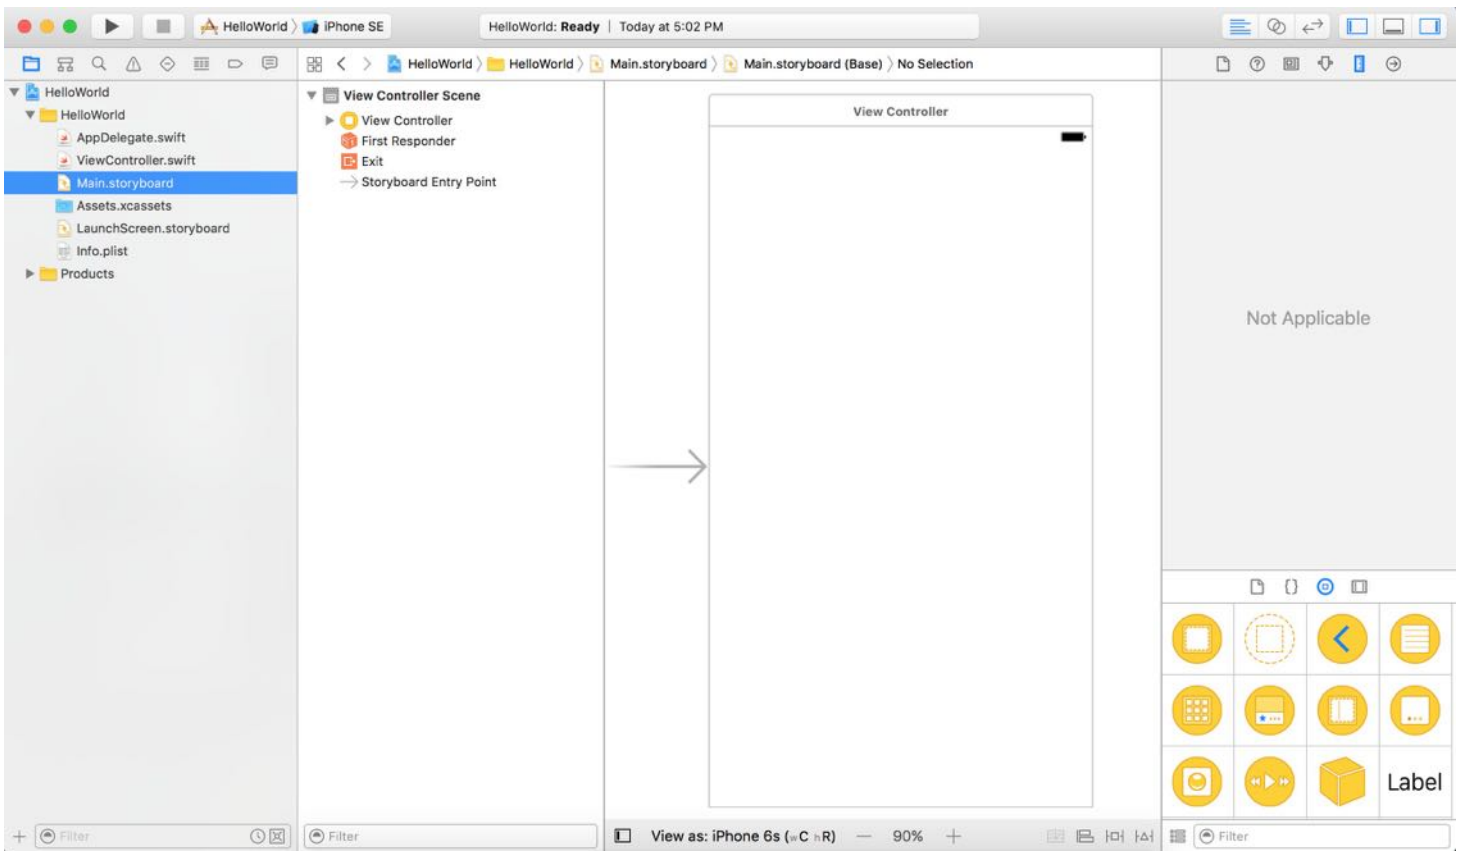 HelloWorld 〉 iPhone SE
HelloWorld: Ready | Today at 5:02 PM
HelloWorld 〉 HelloWorld 〉 Main.storyboard 〉 Main.storyboard (Base) 〉 No Selection
HelloWorld
HelloWorld
AppDelegate.swift
ViewController.swift
Main.storyboard
Assets.xcassets
LaunchScreen.storyboard
Info.plist
Products
View Controller Scene
View Controller
First Responder
Exit
Storyboard Entry Point
View Controller
Not Applicable
Label
Filter
Filter
View as: iPhone 6s (wC hR) — 90% +
Filter